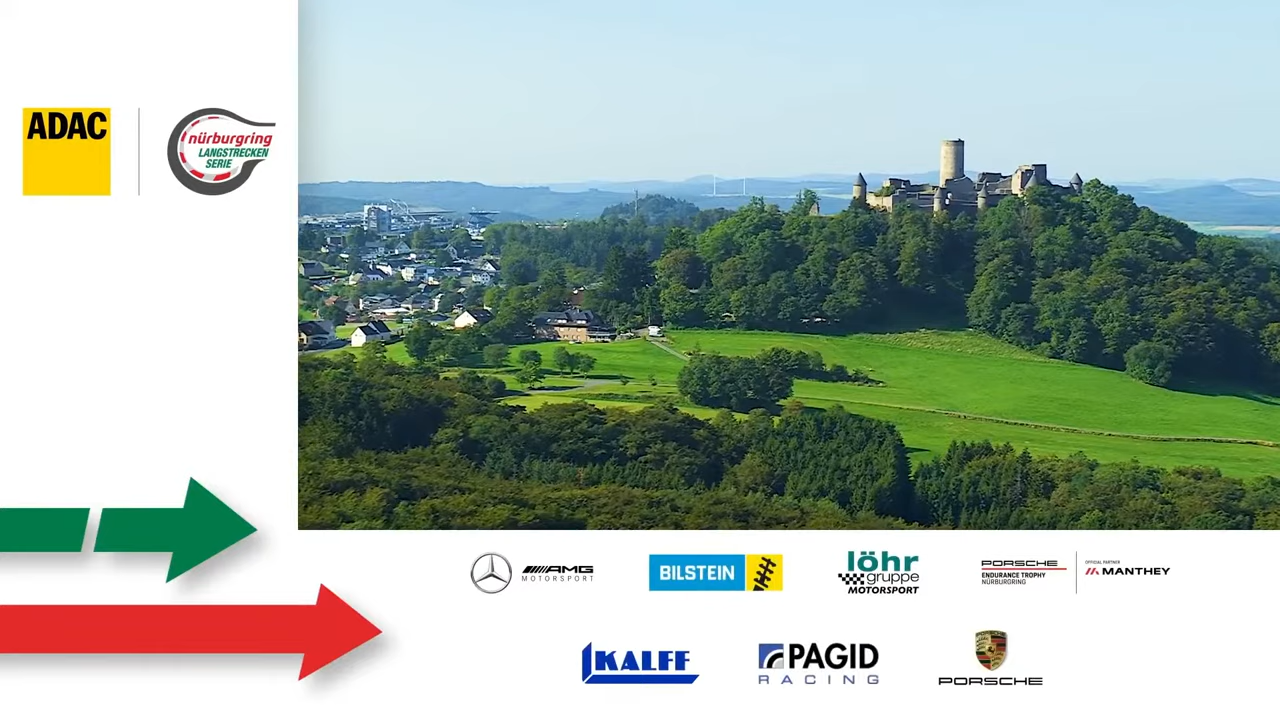 ADAC
nürburgring
LANGSTRECKEN
SERIE
AMG
MOTORSPORT
BILSTEIN
löhr
gruppe
MOTORSPORT
PORSCHE
ENDURANCE TROPHY
NÜRBURGRING
OFFICIAL PARTNER
MANTHEY
KALFF
PAGID
RACING
PORSCHE
PORSCHE